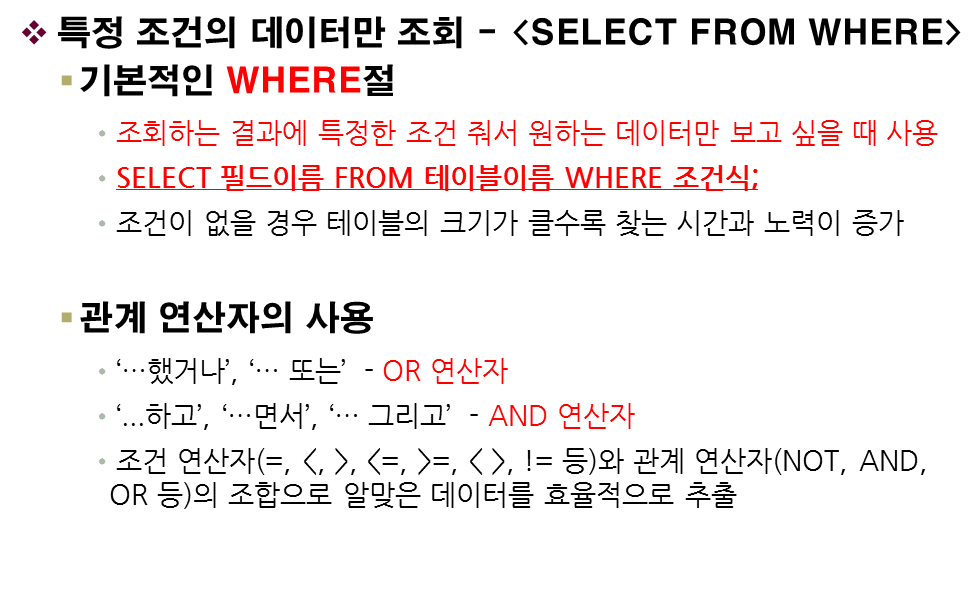 ❖ 특정 조건의 데이터만 조회 - <SELECT FROM WHERE>
▪ 기본적인 WHERE절
• 조회하는 결과에 특정한 조건 줘서 원하는 데이터만 보고 싶을 때 사용
• SELECT 필드이름 FROM 테이블이름 WHERE 조건식;
• 조건이 없을 경우 테이블의 크기가 클수록 찾는 시간과 노력이 증가
▪ 관계 연산자의 사용
• ‘…했거나’, ‘… 또는’ - OR 연산자
• ‘...하고’, ‘…면서’, ‘… 그리고’ - AND 연산자
• 조건 연산자(=, <, >, <=, >=, < >, != 등)와 관계 연산자(NOT, AND,
OR 등)의 조합으로 알맞은 데이터를 효율적으로 추출